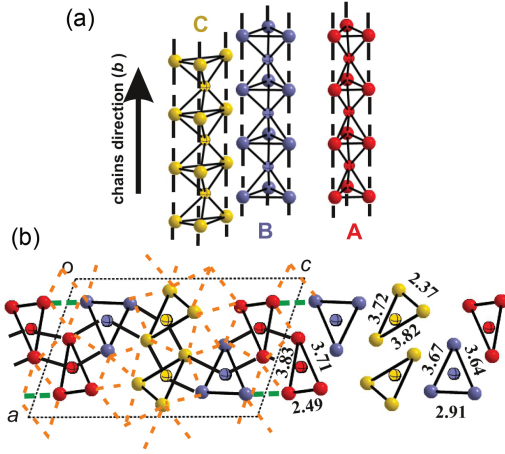 (a)
C
chains direction (b)
B
A
(b)
o
c
a
2.37
3.72
3.82
3.83
3.71
2.49
3.67
3.64
2.91